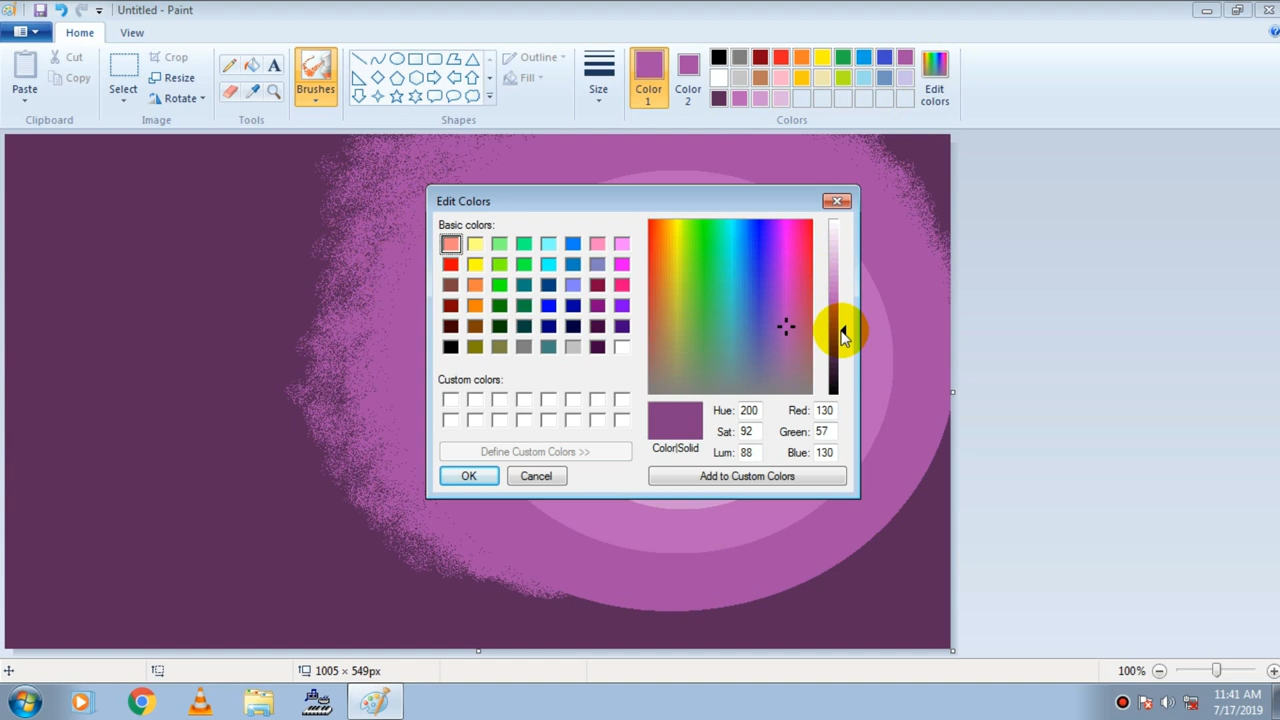 Untitled - Paint
Home
View
Paste
Cut
Copy
Clipboard
Select
Crop
Resize
Rotate
Image
A
Tools
Brushes
Outline
Fill
Shapes
Size
Color 1
Color 2
Edit colors
Colors
Edit Colors
Basic colors:
Custom colors:
Define Custom Colors >>
OK
Cancel
Color|Solid
Hue: 200
Sat: 92
Lum: 88
Red: 130
Green: 57
Blue: 130
Add to Custom Colors
1005 × 549px
100%
11:41 AM
7/17/2019